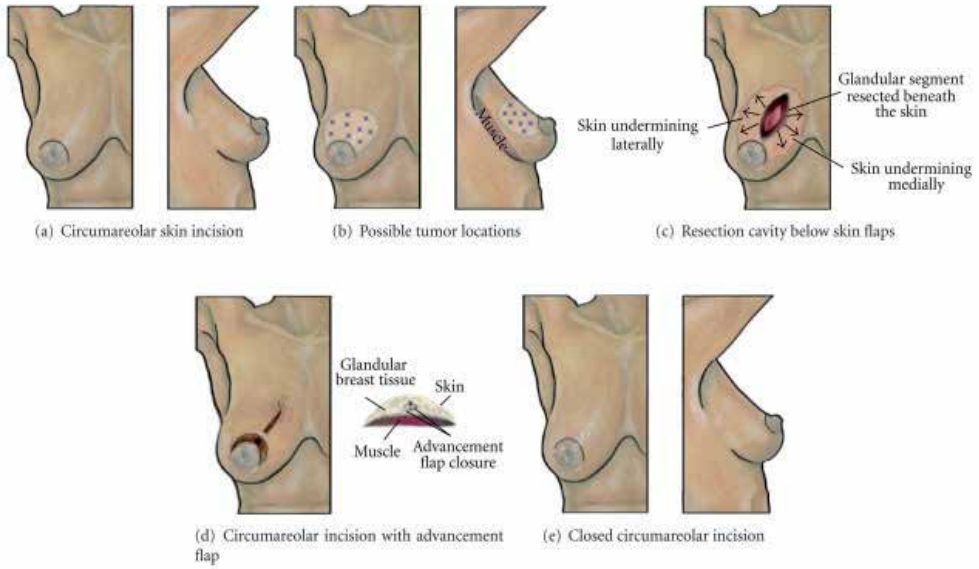 Muscle
Glandular segment
resected beneath
the skin
Skin undermining
laterally
Skin undermining
medially
(a) Circumareolar skin incision
(b) Possible tumor locations
(c) Resection cavity below skin flaps
Glandular
breast tissue
Skin
Muscle
Advancement
flap closure
(d) Circumareolar incision with advancement
flap
(e) Closed circumareolar incision